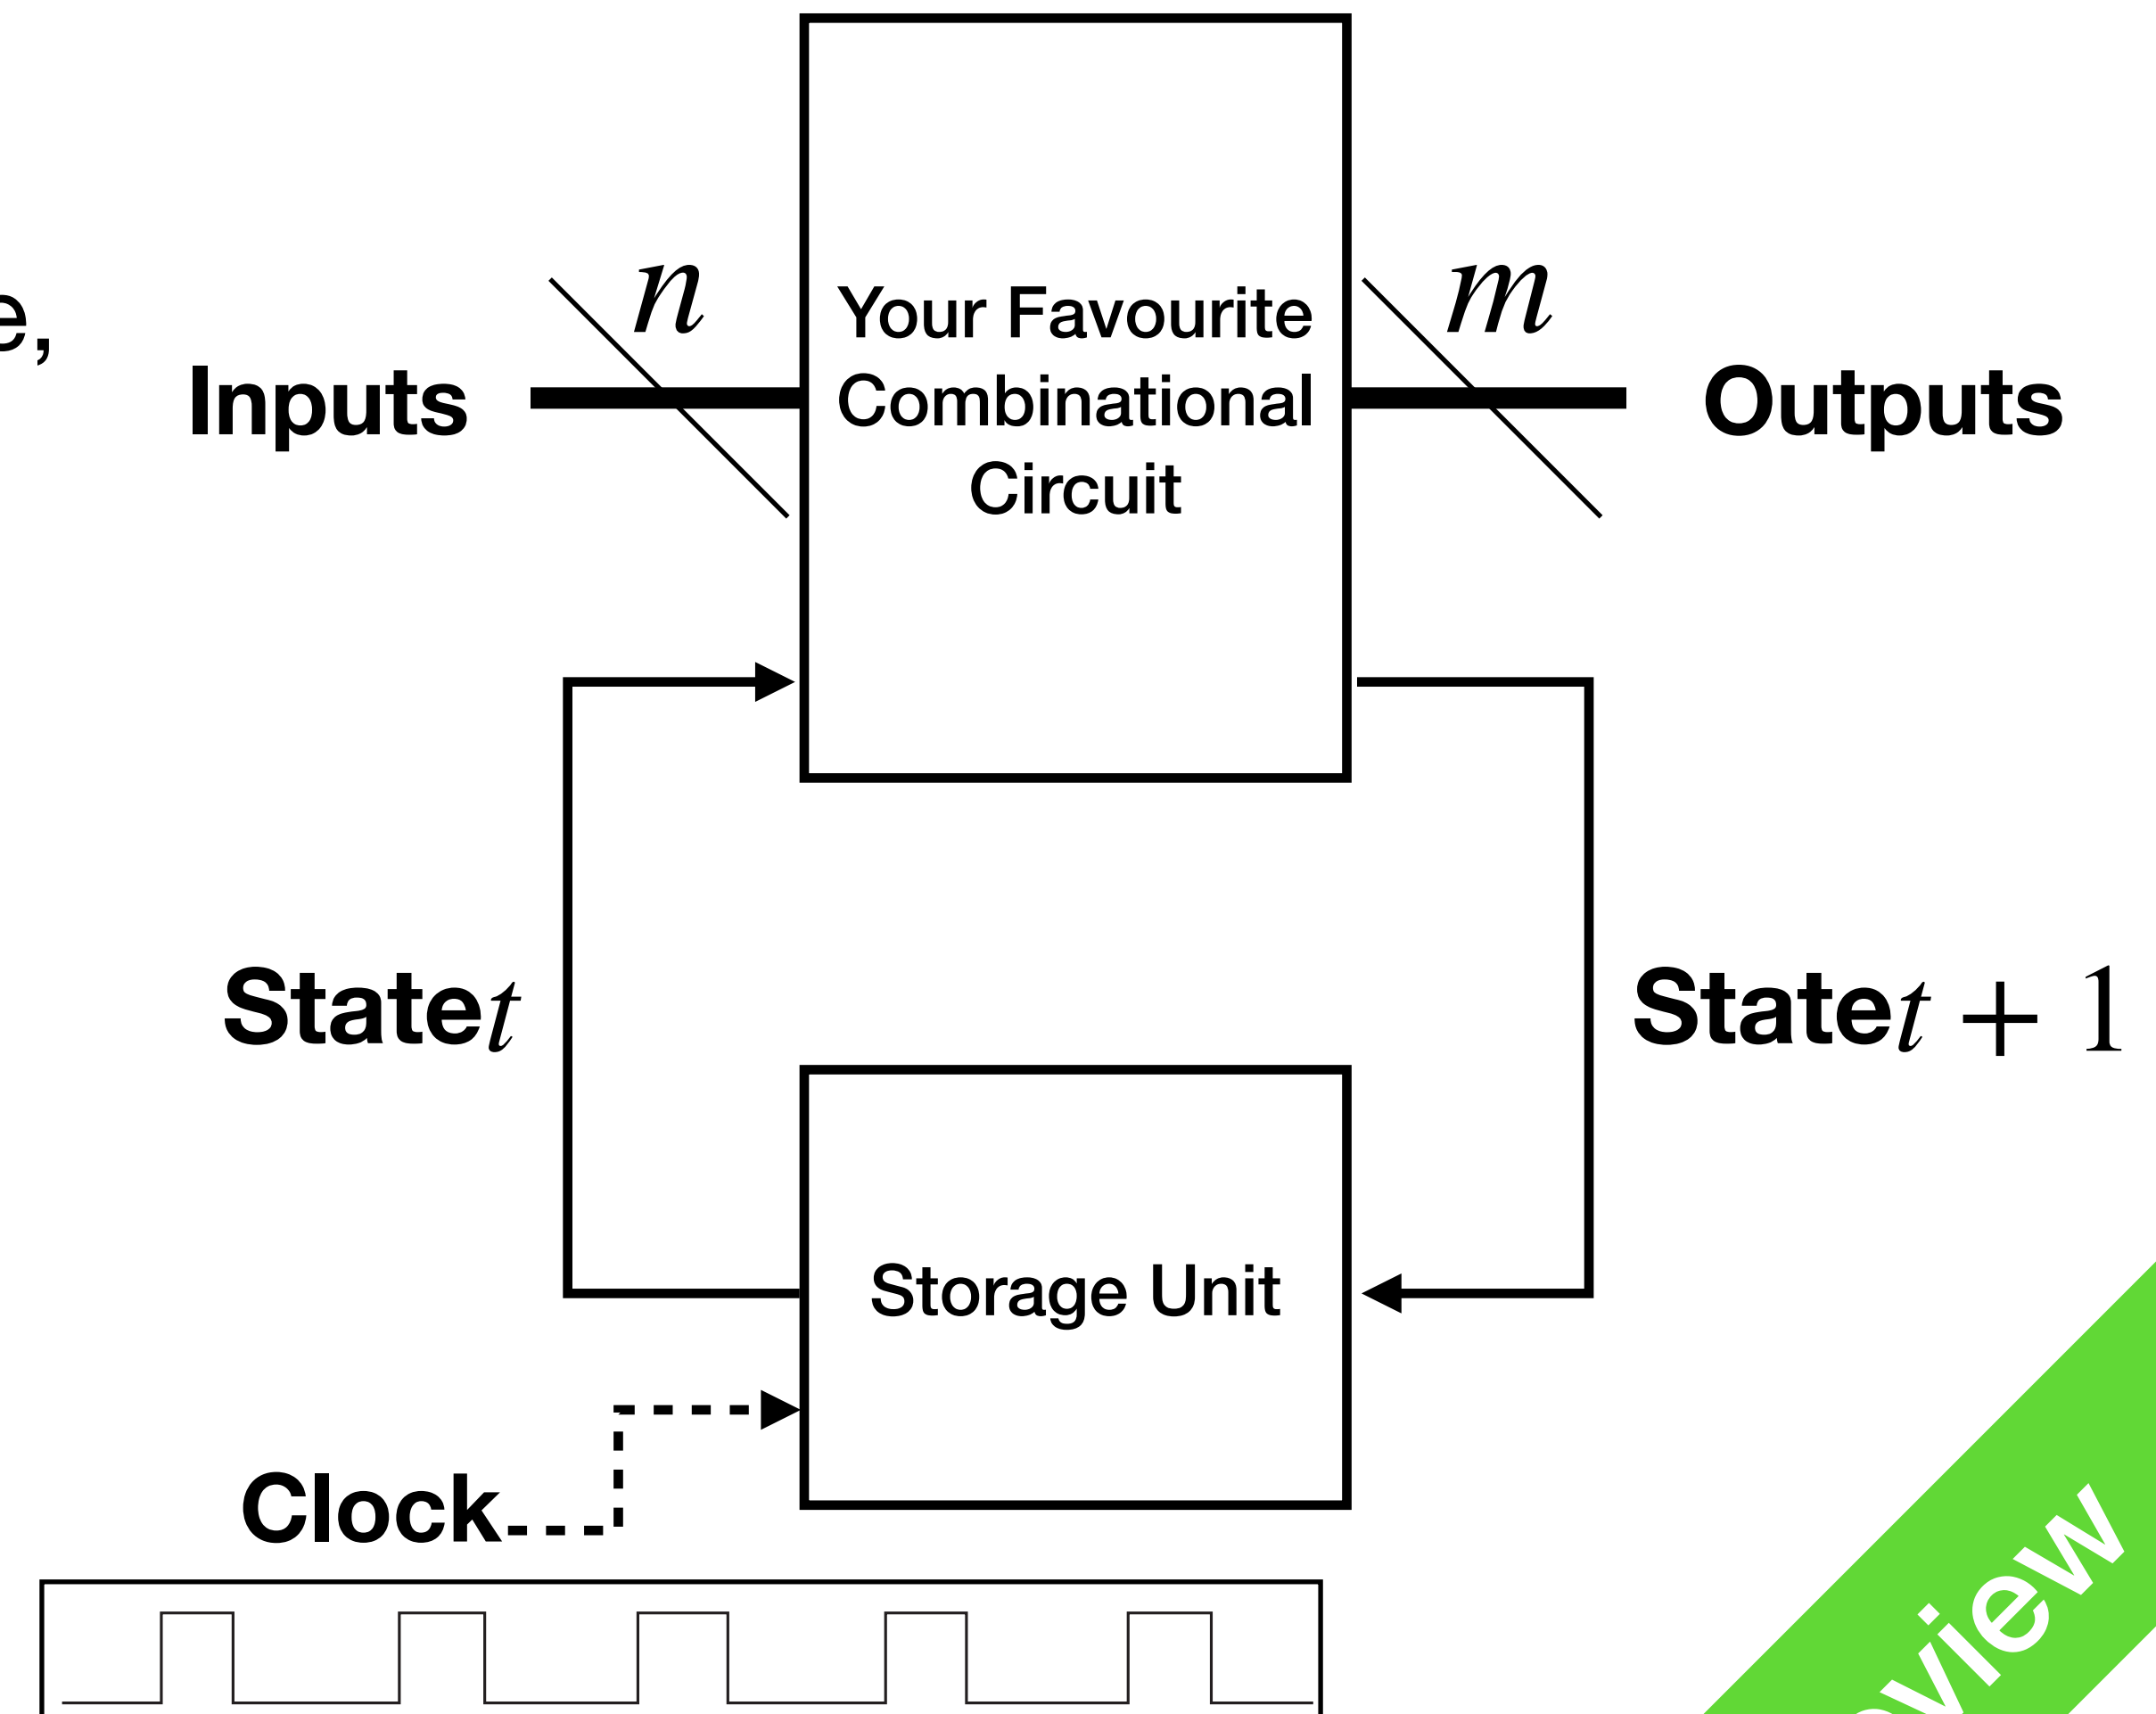 e,
n
m
Your Favourite
Combinational
Circuit
Inputs
Outputs
State t
State t + 1
Storage Unit
Clock